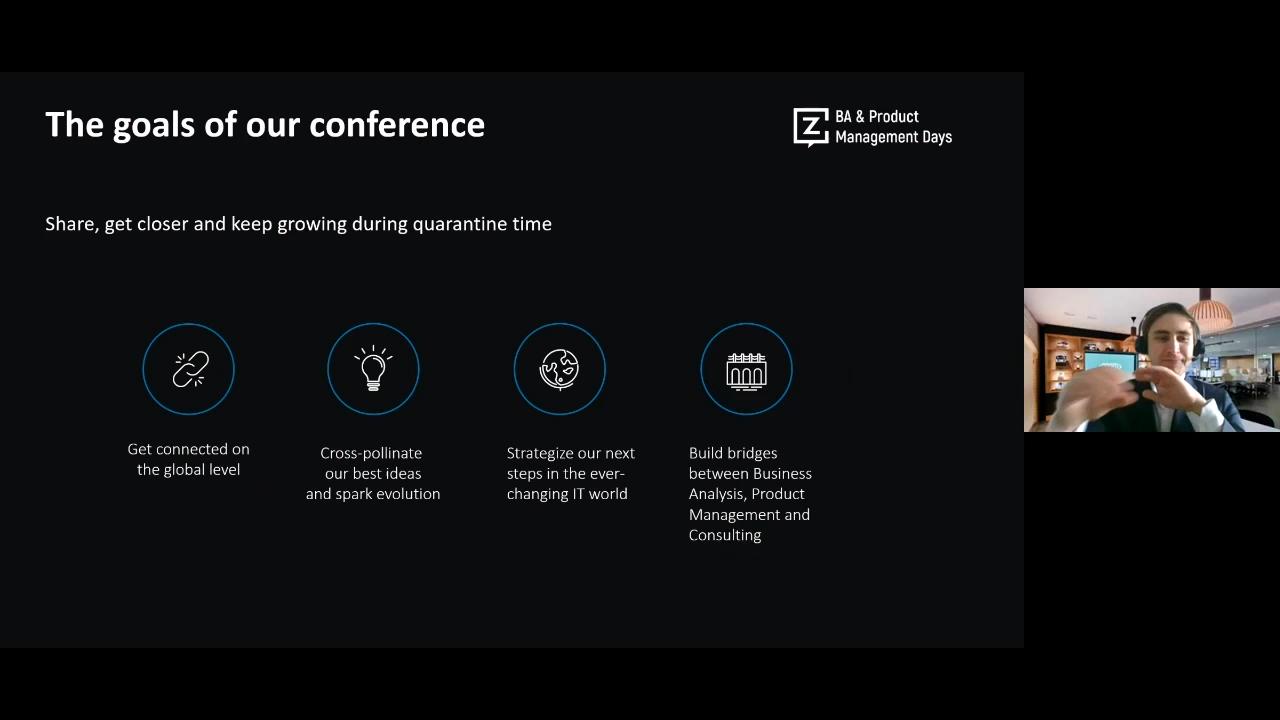 The goals of our conference
Z BA & Product
Management Days
Share, get closer and keep growing during quarantine time
Get connected on
the global level
Cross-pollinate
our best ideas
and spark evolution
Strategize our next
steps in the ever-
changing IT world
Build bridges
between Business
Analysis, Product
Management and
Consulting